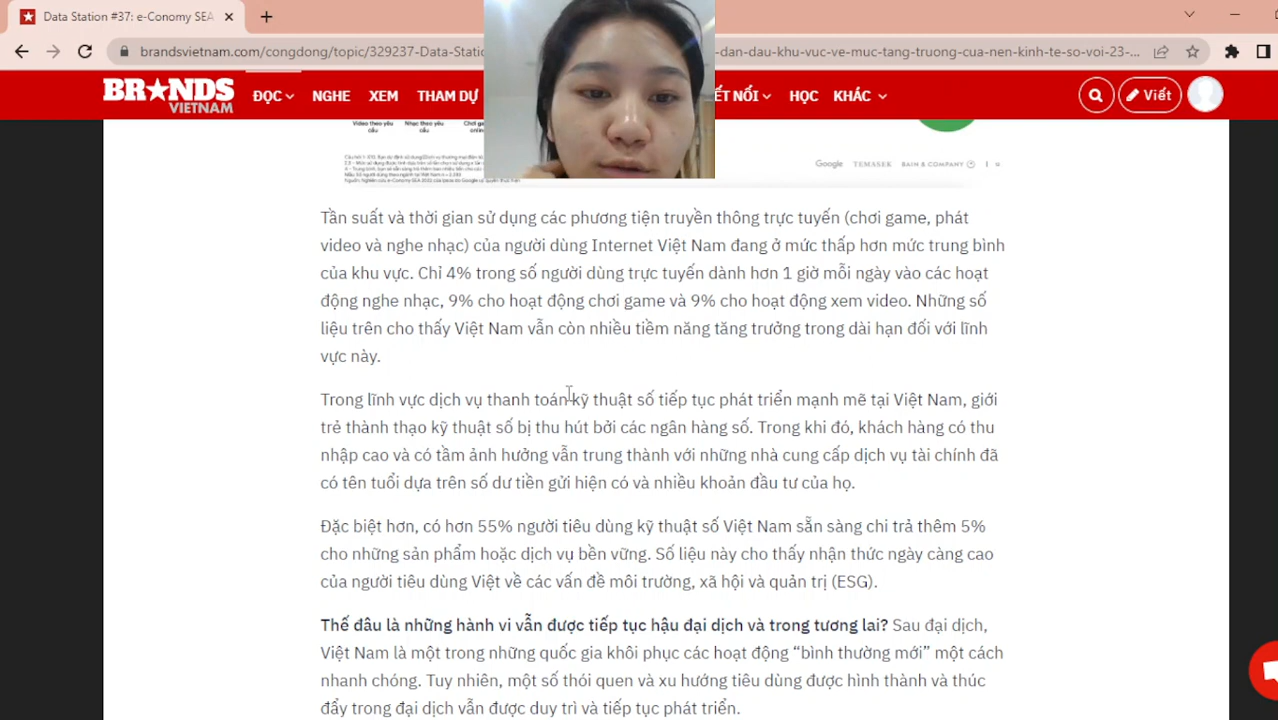 Data Station #37: e-Conomy SEA
brandsvietnam.com/congdong/topic/329237-Data-Stati
dan-dau-khu-vuc-ve-muc-tang-truong-cua-nen-kinh-te-so-voi-23-...
BRANDS
VIETNAM
ĐỌC
NGHE
XEM
THAM DỰ
ẾT NỐI
HỌC
KHÁC
Viết
Video theo yêu cầu
Nhạc theo yêu cầu
Google TEMASEK BAIN & COMPANY
Tần suất và thời gian sử dụng các phương tiện truyền thông trực tuyến (chơi game, phát
video và nghe nhạc) của người dùng Internet Việt Nam đang ở mức thấp hơn mức trung bình
của khu vực. Chỉ 4% trong số người dùng trực tuyến dành hơn 1 giờ mỗi ngày vào các hoạt
động nghe nhạc, 9% cho hoạt động chơi game và 9% cho hoạt động xem video. Những số
liệu trên cho thấy Việt Nam vẫn còn nhiều tiềm năng tăng trưởng trong dài hạn đối với lĩnh
vực này.
Trong lĩnh vực dịch vụ thanh toán kỹ thuật số tiếp tục phát triển mạnh mẽ tại Việt Nam, giới
trẻ thành thạo kỹ thuật số bị thu hút bởi các ngân hàng số. Trong khi đó, khách hàng có thu
nhập cao và có tầm ảnh hưởng vẫn trung thành với những nhà cung cấp dịch vụ tài chính đã
có tên tuổi dựa trên số dư tiền gửi hiện có và nhiều khoản đầu tư của họ.
Đặc biệt hơn, có hơn 55% người tiêu dùng kỹ thuật số Việt Nam sẵn sàng chi trả thêm 5%
cho những sản phẩm hoặc dịch vụ bền vững. Số liệu này cho thấy nhận thức ngày càng cao
của người tiêu dùng Việt về các vấn đề môi trường, xã hội và quản trị (ESG).
Thế đâu là những hành vi vẫn được tiếp tục hậu đại dịch và trong tương lai? Sau đại dịch,
Việt Nam là một trong những quốc gia khôi phục các hoạt động “bình thường mới” một cách
nhanh chóng. Tuy nhiên, một số thói quen và xu hướng tiêu dùng được hình thành và thúc
đẩy trong đại dịch vẫn được duy trì và tiếp tục phát triển.